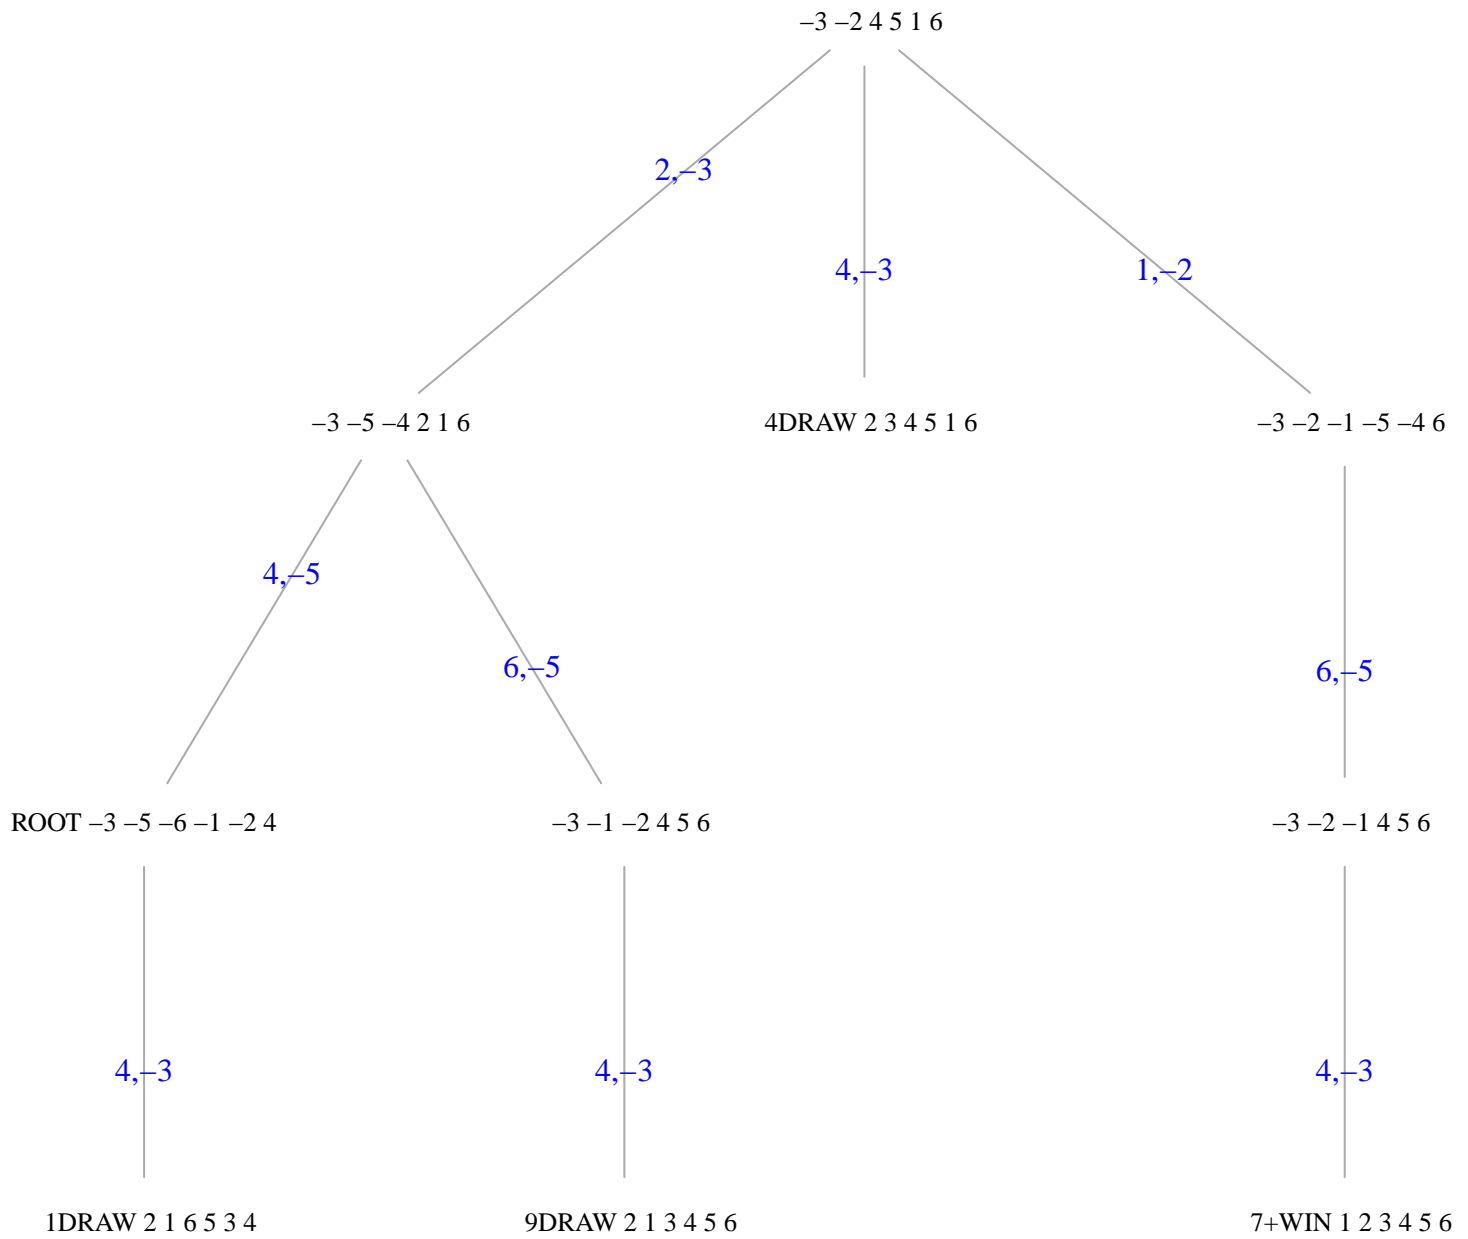 –3 –2 4 5 1 6
2,–3
4,–3
1,–2
–3 –5 –4 2 1 6
4DRAW 2 3 4 5 1 6
–3 –2 –1 –5 –4 6
4,–5
6,–5
6,–5
ROOT –3 –5 –6 –1 –2 4
–3 –1 –2 4 5 6
–3 –2 –1 4 5 6
4,–3
4,–3
4,–3
1DRAW 2 1 6 5 3 4
9DRAW 2 1 3 4 5 6
7+WIN 1 2 3 4 5 6